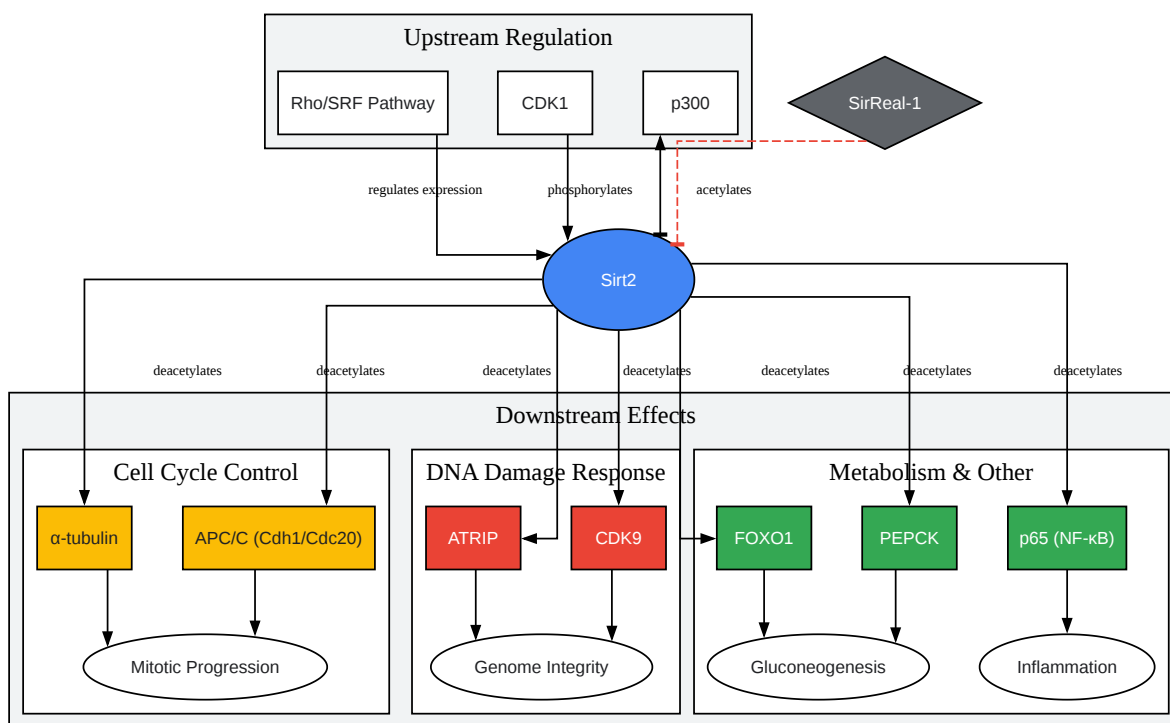 Upstream Regulation
Rho/SRF Pathway
CDK1
p300
SirReal-1
regulates expression
phosphorylates
acetylates
Sirt2
deacetylates
deacetylates
deacetylates
deacetylates
deacetylates
deacetylates
deacetylates
Downstream Effects
Cell Cycle Control
DNA Damage Response
Metabolism & Other
α-tubulin
APC/C (Cdh1/Cdc20)
ATRIP
CDK9
FOXO1
PEPCK
p65 (NF-κB)
Mitotic Progression
Genome Integrity
Gluconeogenesis
Inflammation